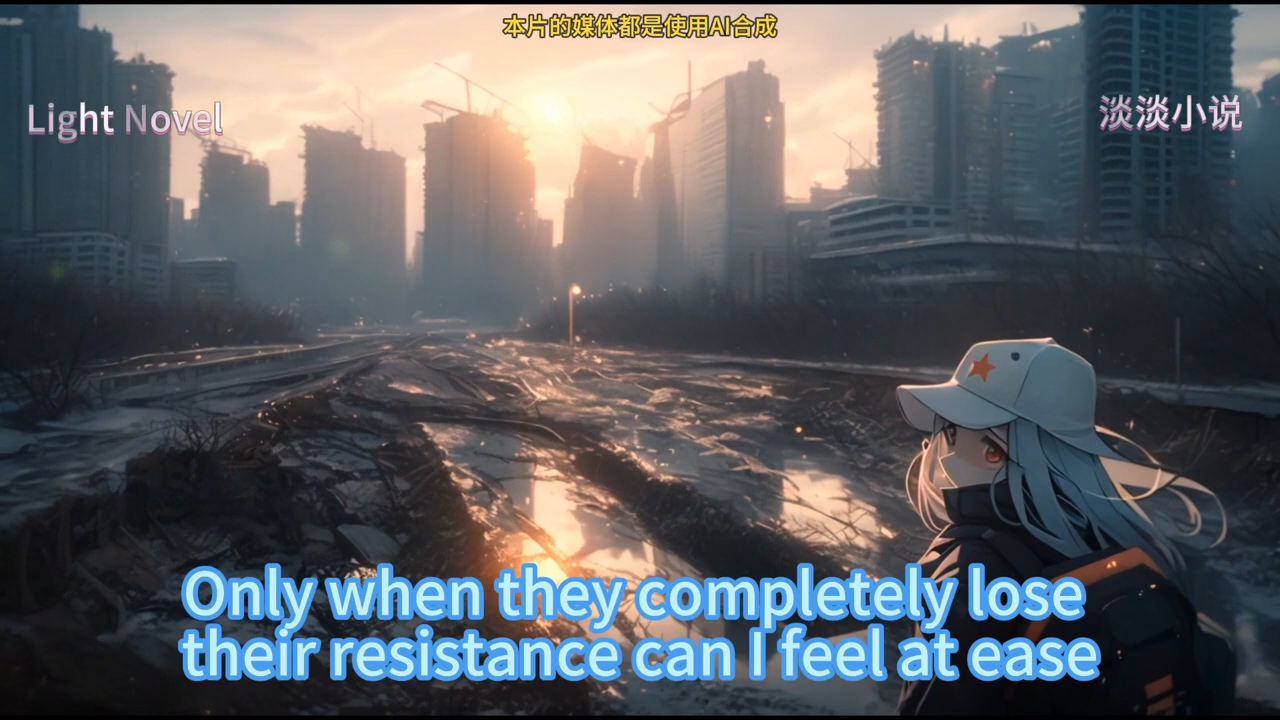 本片的媒体都是使用AI合成
Light Novel
淡淡小说
Only when they completely lose
their resistance can I feel at ease